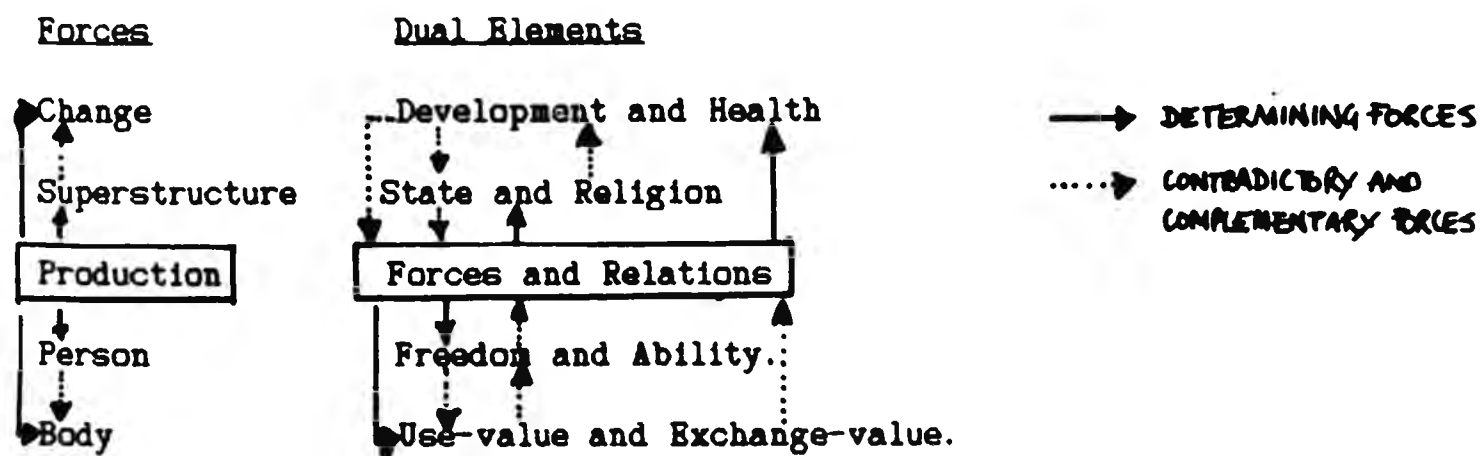 Forces Dual Elements
Change Development and Health DETERMINING FORCES
Superstructure State and Religion CONTRADICTORY AND
COMPLEMENTARY FORCES
Production Forces and Relations
Person Freedom and Ability.
Body Use-value and Exchange-value.